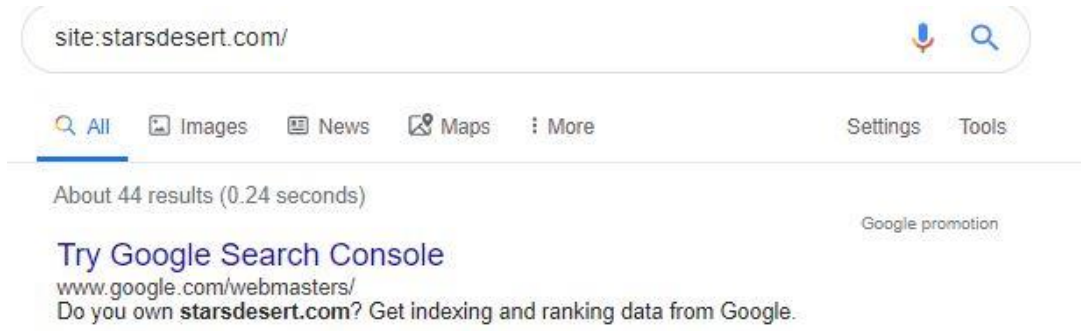 site:starsdesert.com/
All Images News Maps More Settings Tools
About 44 results (0.24 seconds)
Google promotion
Try Google Search Console
www.google.com/webmasters/
Do you own starsdesert.com? Get indexing and ranking data from Google.